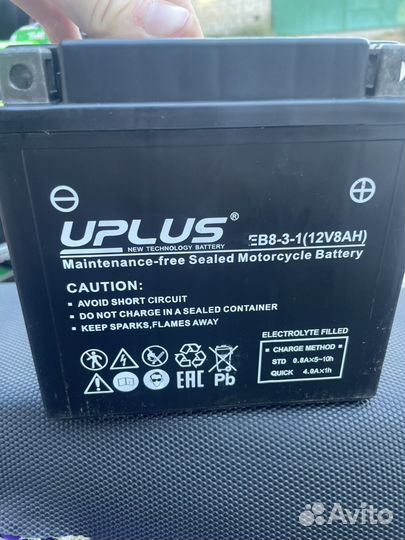 UPLUS®
NEW TECHNOLOGY BATTERY
EB8-3-1(12V8AH)
Maintenance-free Sealed Motorcycle Battery
CAUTION:
• AVOID SHORT CIRCUIT
• DO NOT CHARGE IN A SEALED CONTAINER
• KEEP SPARKS,FLAMES AWAY
ELECTROLYTE FILLED
• CHARGE METHOD •
STD 0.8A×5~10h
QUICK 4.0A×1h
EAC Pb
Avito